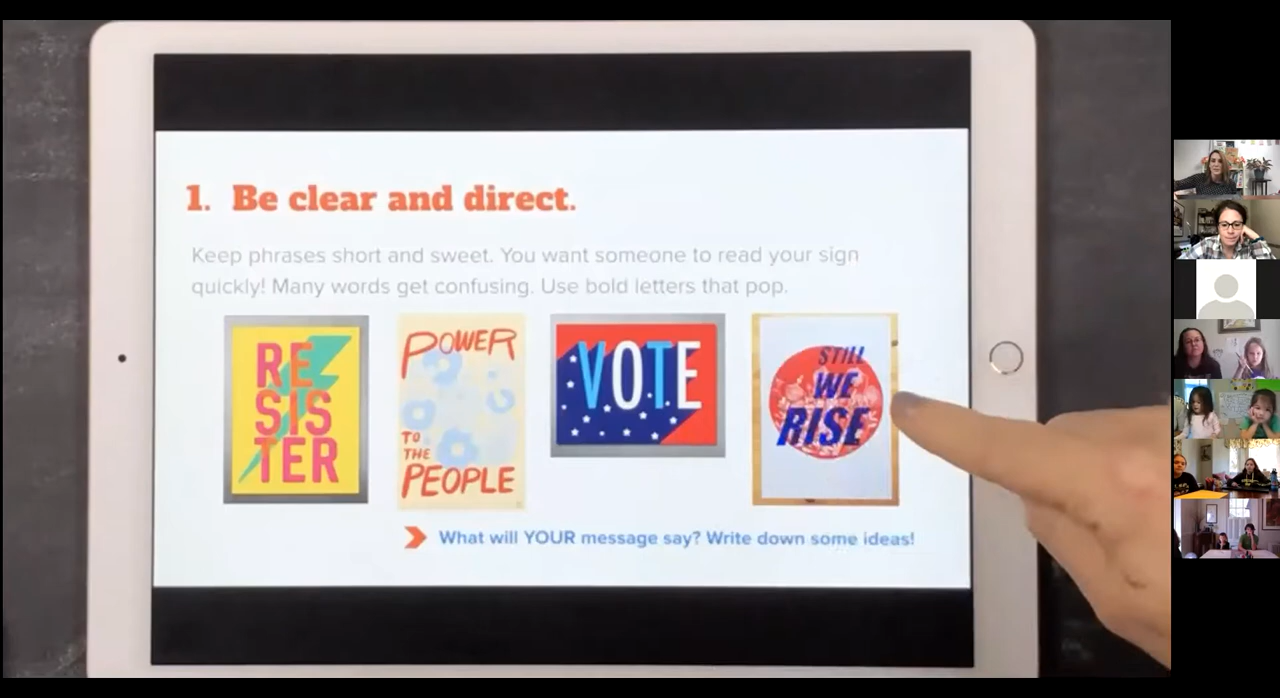 1. Be clear and direct.
Keep phrases short and sweet. You want someone to read your sign
quickly! Many words get confusing. Use bold letters that pop.
RE
SIS
TER
POWER
TO
THE
PEOPLE
VOTE
STILL
WE
RISE
What will YOUR message say? Write down some ideas!